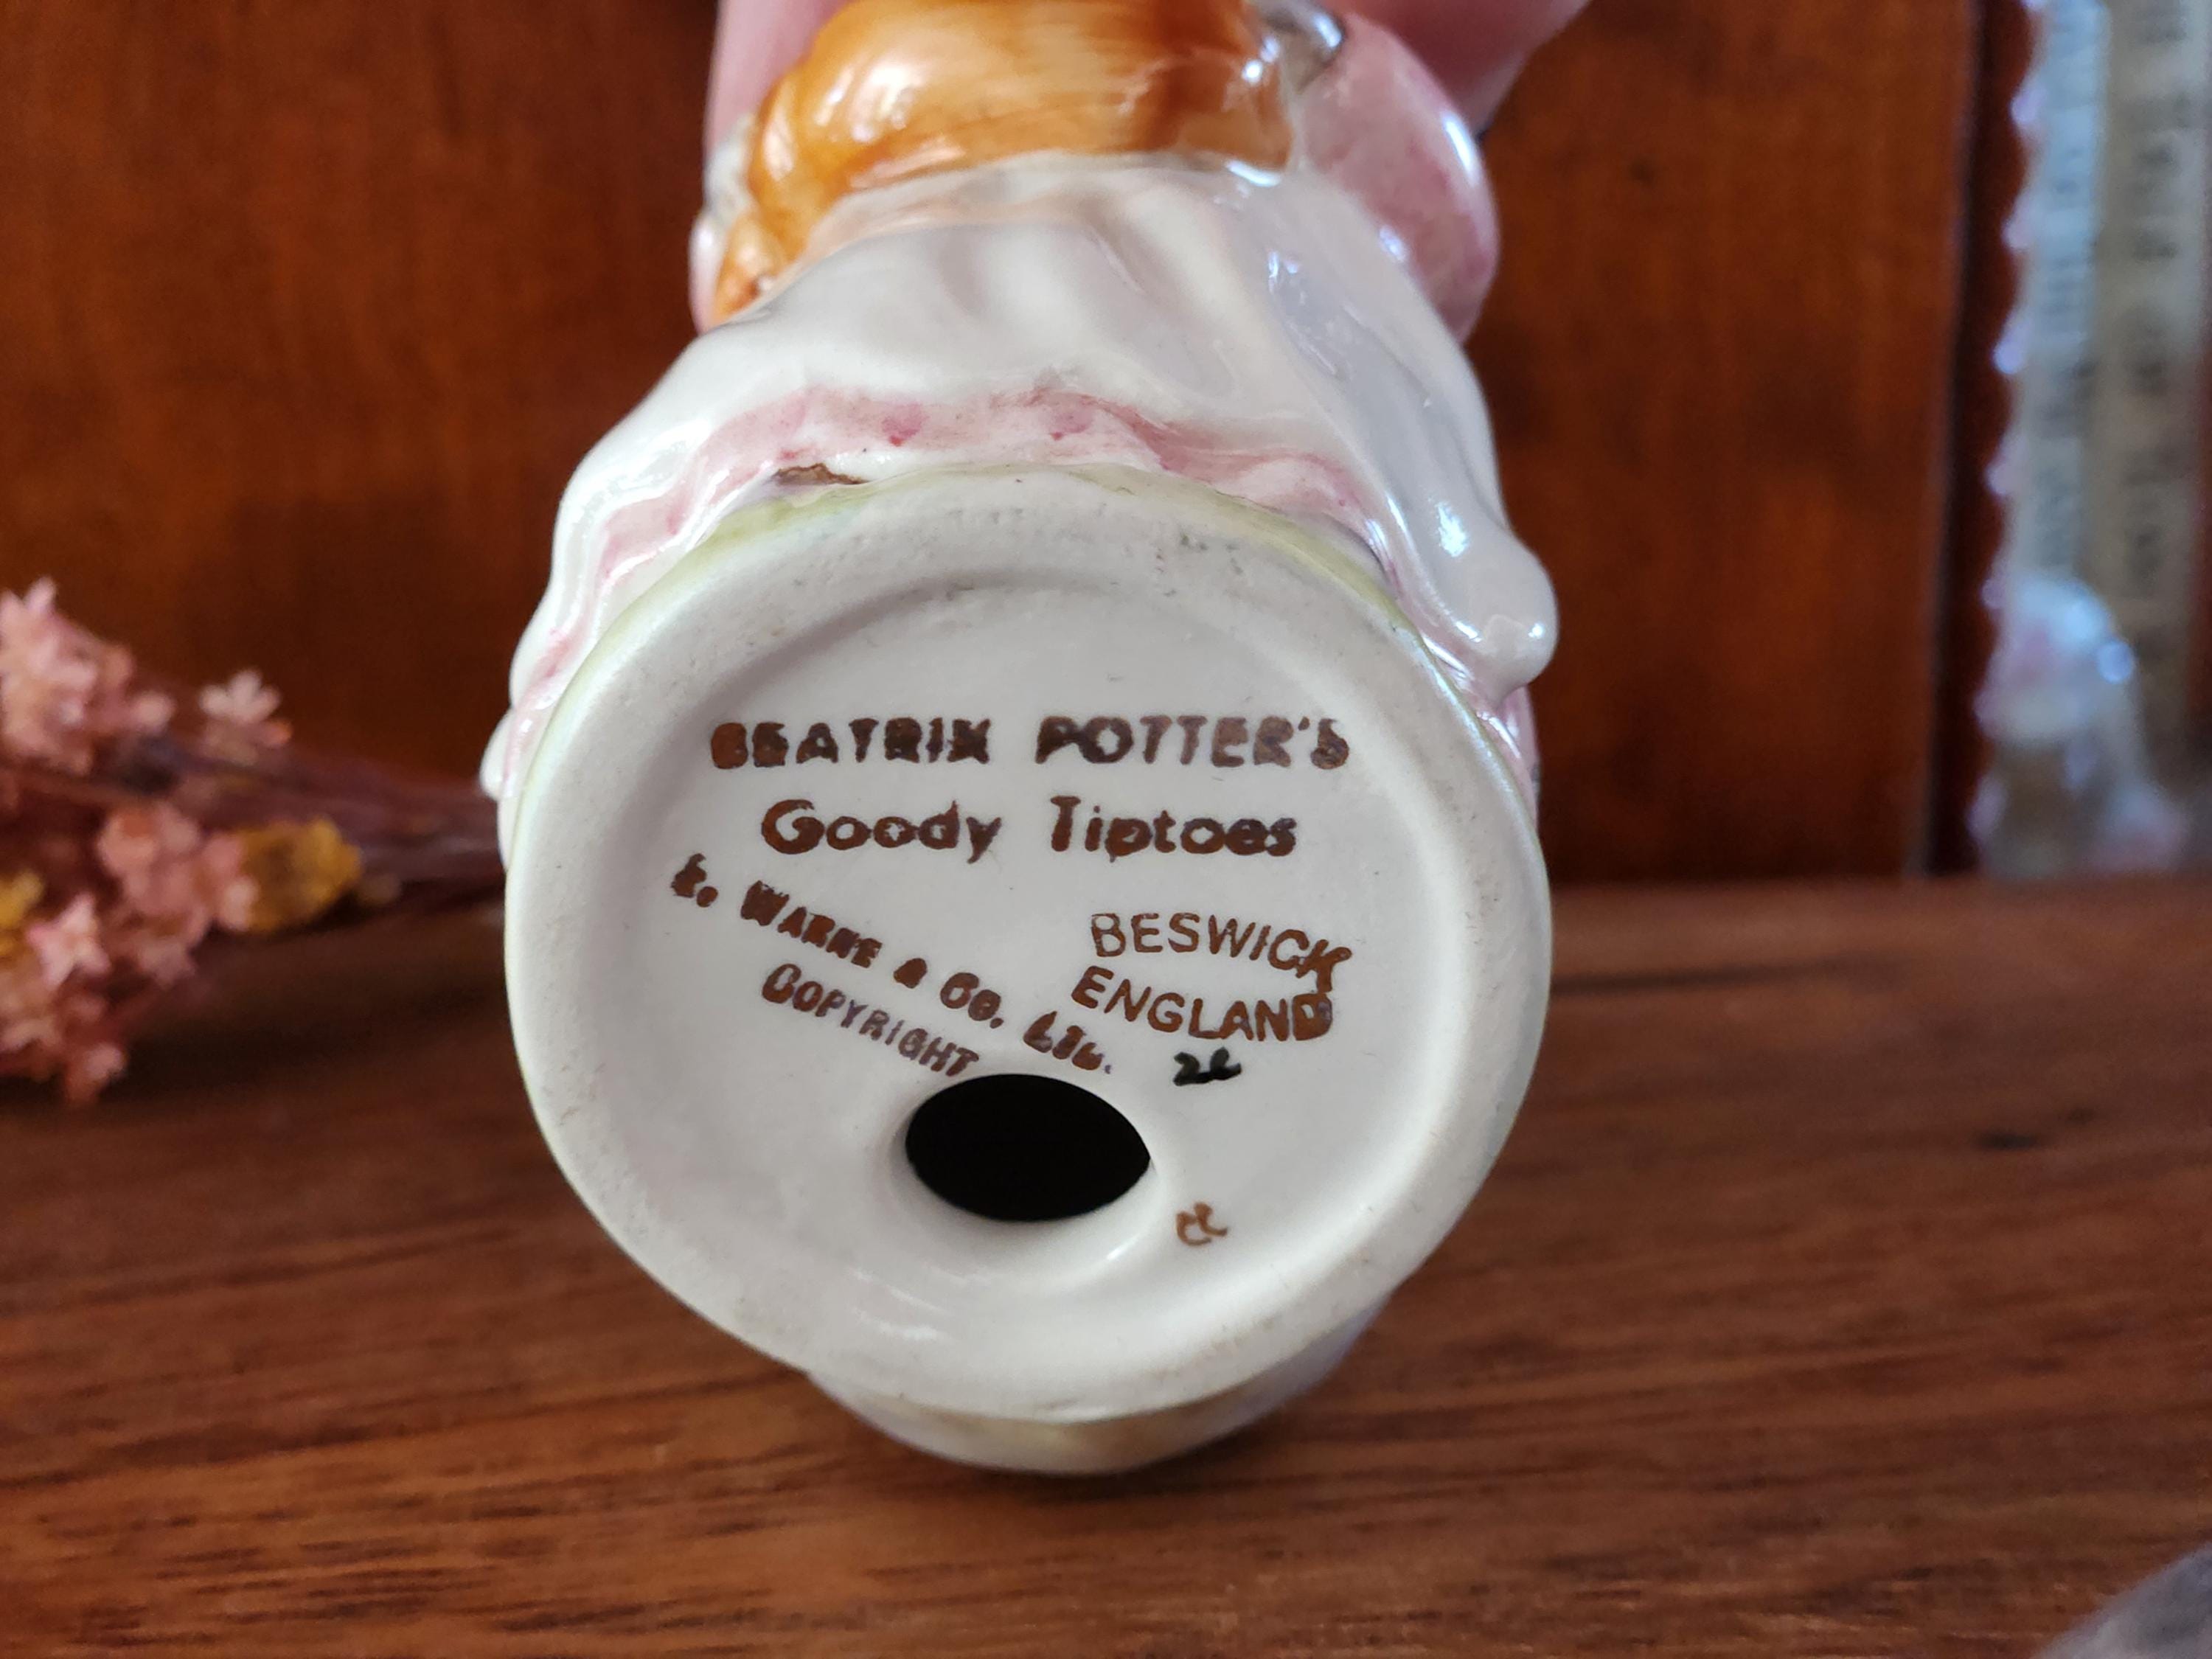 BEATRIX POTTER'S
Goody Tiptoes
F. WARNE & CO. LTD.
COPYRIGHT
BESWICK
ENGLAND